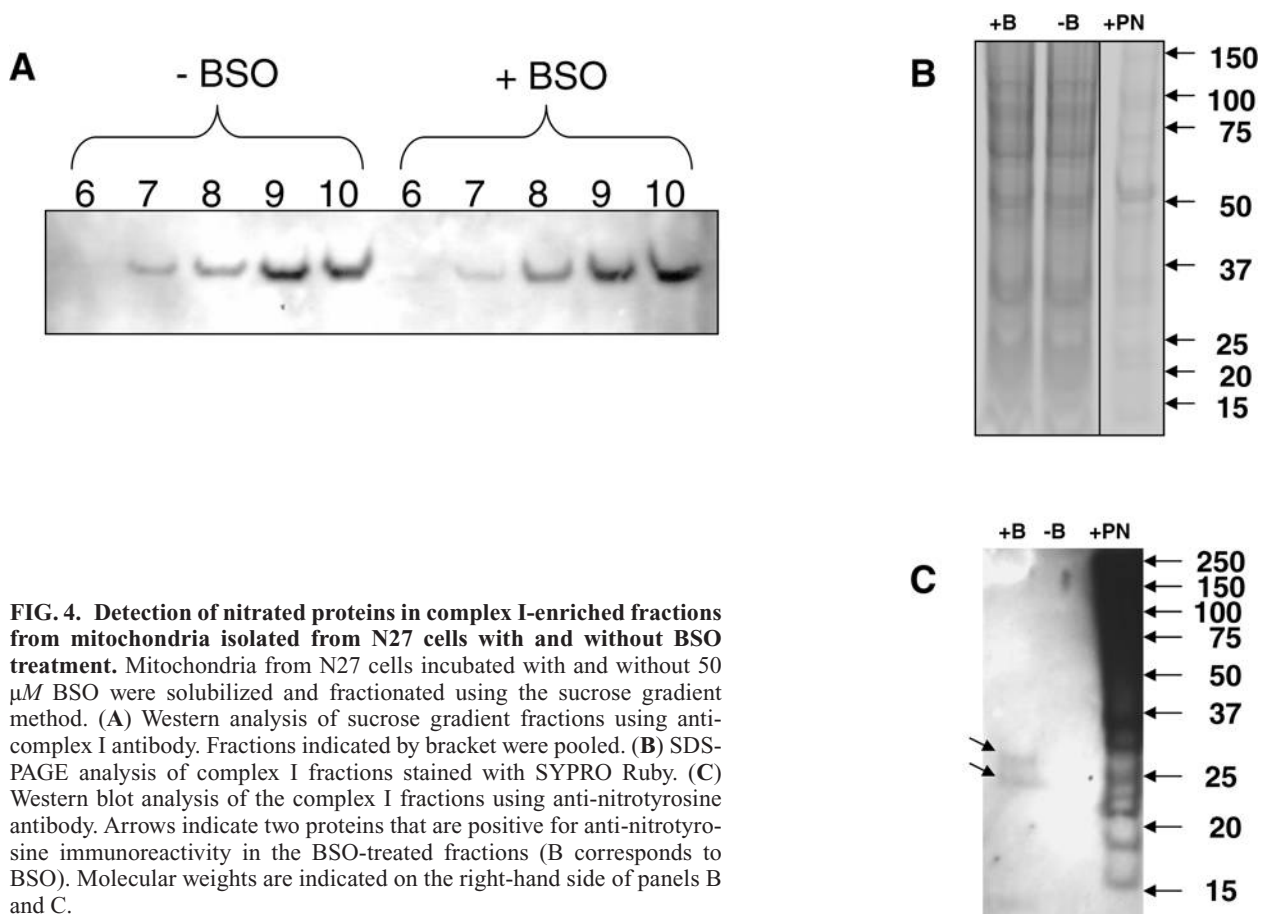 A
- BSO
+ BSO
6 7 8 9 10 6 7 8 9 10
B
+B -B +PN
150
100
75
50
37
25
20
15
C
+B -B +PN
250
150
100
75
50
37
25
20
15
FIG. 4. Detection of nitrated proteins in complex I-enriched fractions
from mitochondria isolated from N27 cells with and without BSO
treatment. Mitochondria from N27 cells incubated with and without 50
μM BSO were solubilized and fractionated using the sucrose gradient
method. (A) Western analysis of sucrose gradient fractions using anti-
complex I antibody. Fractions indicated by bracket were pooled. (B) SDS-
PAGE analysis of complex I fractions stained with SYPRO Ruby. (C)
Western blot analysis of the complex I fractions using anti-nitrotyrosine
antibody. Arrows indicate two proteins that are positive for anti-nitrotyro-
sine immunoreactivity in the BSO-treated fractions (B corresponds to
BSO). Molecular weights are indicated on the right-hand side of panels B
and C.